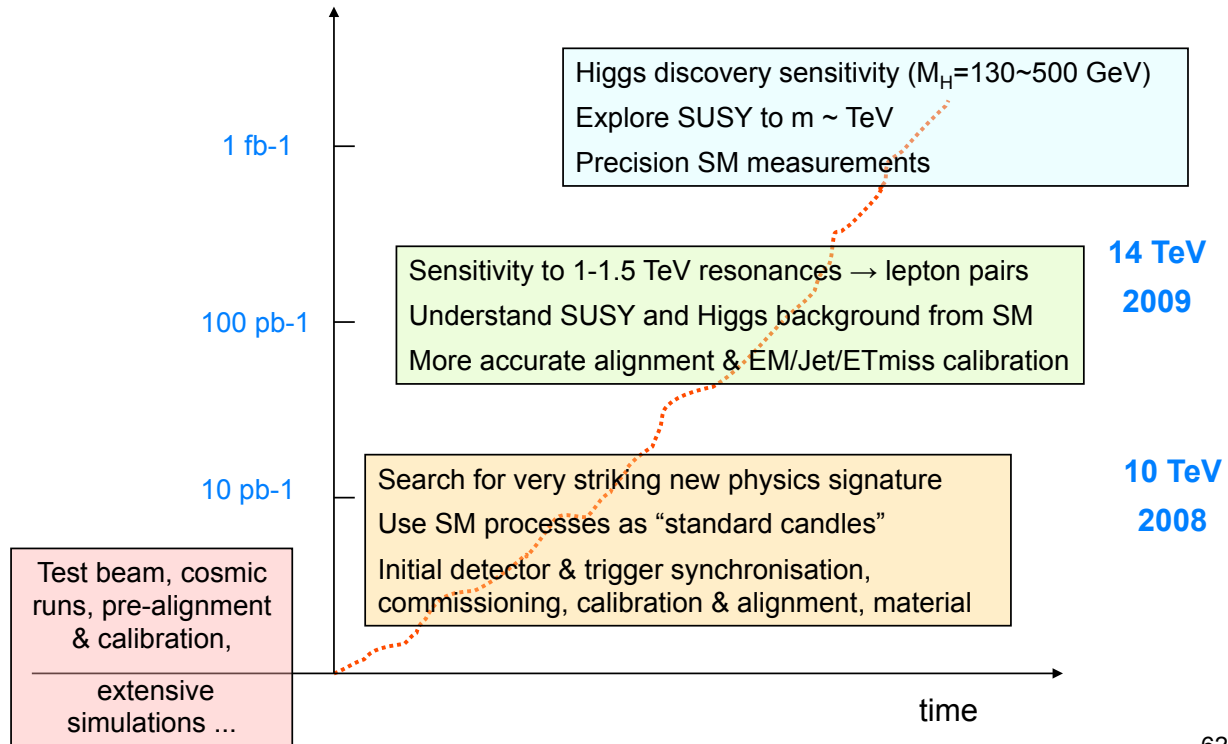 Higgs discovery sensitivity (M_H=130~500 GeV)
Explore SUSY to m ~ TeV
Precision SM measurements
1 fb-1
14 TeV
2009
Sensitivity to 1-1.5 TeV resonances → lepton pairs
Understand SUSY and Higgs background from SM
More accurate alignment & EM/Jet/ETmiss calibration
100 pb-1
10 TeV
2008
Search for very striking new physics signature
Use SM processes as “standard candles”
Initial detector & trigger synchronisation,
commissioning, calibration & alignment, material
10 pb-1
Test beam, cosmic
runs, pre-alignment
& calibration,
extensive
simulations ...
time